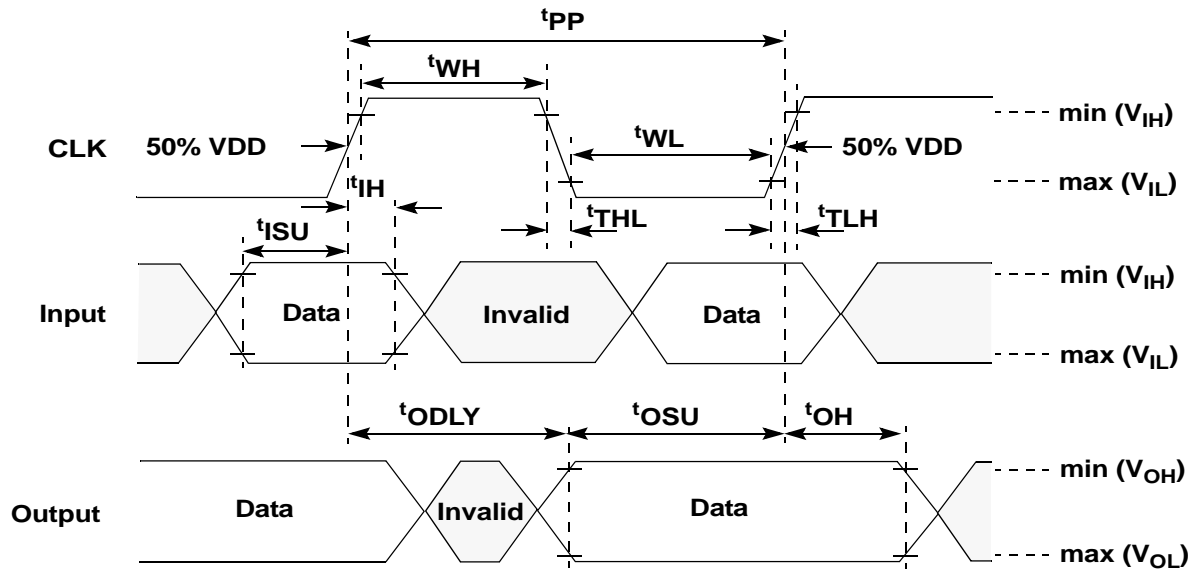 tPP
tWH
min (VIH)
CLK
50% VDD
tWL
50% VDD
max (VIL)
tIH
tISU
tTHL
tTLH
min (VIH)
Input
Data
Invalid
Data
max (VIL)
tODLY
tOSU
tOH
min (VOH)
Output
Data
Invalid
Data
max (VOL)